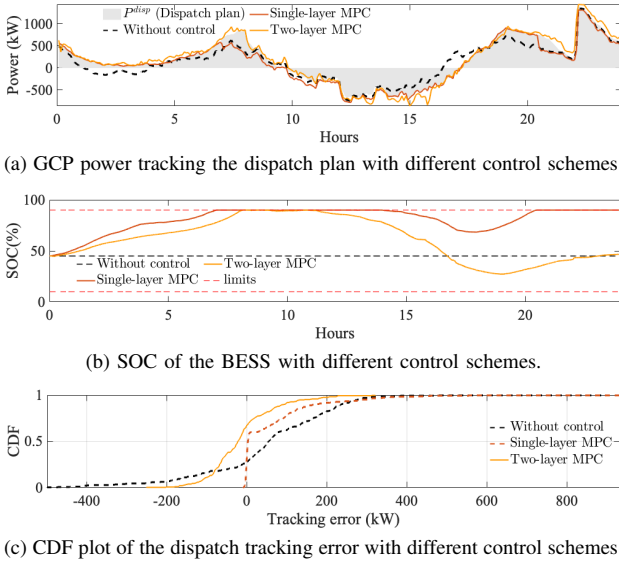 P^disp (Dispatch plan) Single-layer MPC
Without control Two-layer MPC
Power (kW)
1000
500
0
-500
0 5 10 15 20
Hours
(a) GCP power tracking the dispatch plan with different control schemes
SOC(%)
100
50
0
Without control Two-layer MPC
Single-layer MPC limits
0 5 10 15 20
Hours
(b) SOC of the BESS with different control schemes.
CDF
1
0.5
0
Without control
Single-layer MPC
Two-layer MPC
-400 -200 0 200 400 600 800
Tracking error (kW)
(c) CDF plot of the dispatch tracking error with different control schemes